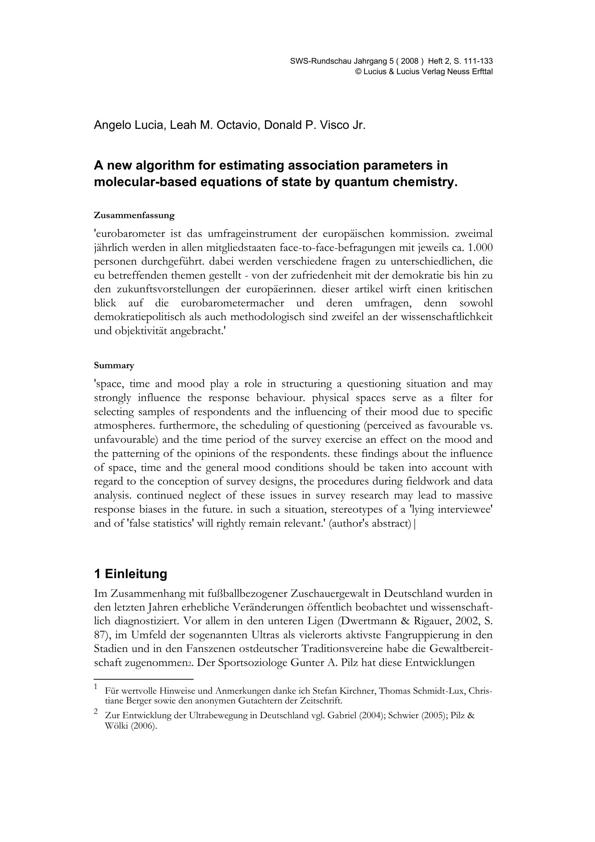 SWS-Rundschau Jahrgang 5 ( 2008 ) Heft 2, S. 111-133
© Lucius & Lucius Verlag Neuss Erfttal
Angelo Lucia, Leah M. Octavio, Donald P. Visco Jr.
A new algorithm for estimating association parameters in
molecular-based equations of state by quantum chemistry.
Zusammenfassung
'eurobarometer ist das umfrageinstrument der europäischen kommission. zweimal
jährlich werden in allen mitgliedstaaten face-to-face-befragungen mit jeweils ca. 1.000
personen durchgeführt. dabei werden verschiedene fragen zu unterschiedlichen, die
eu betreffenden themen gestellt - von der zufriedenheit mit der demokratie bis hin zu
den zukunftsvorstellungen der europäerinnen. dieser artikel wirft einen kritischen
blick auf die eurobarometermacher und deren umfragen, denn sowohl
demokratiepolitisch als auch methodologisch sind zweifel an der wissenschaftlichkeit
und objektivität angebracht.'
Summary
'space, time and mood play a role in structuring a questioning situation and may
strongly influence the response behaviour. physical spaces serve as a filter for
selecting samples of respondents and the influencing of their mood due to specific
atmospheres. furthermore, the scheduling of questioning (perceived as favourable vs.
unfavourable) and the time period of the survey exercise an effect on the mood and
the patterning of the opinions of the respondents. these findings about the influence
of space, time and the general mood conditions should be taken into account with
regard to the conception of survey designs, the procedures during fieldwork and data
analysis. continued neglect of these issues in survey research may lead to massive
response biases in the future. in such a situation, stereotypes of a 'lying interviewee'
and of 'false statistics' will rightly remain relevant.' (author's abstract)|
1 Einleitung
Im Zusammenhang mit fußballbezogener Zuschauergewalt in Deutschland wurden in
den letzten Jahren erhebliche Veränderungen öffentlich beobachtet und wissenschaft-
lich diagnostiziert. Vor allem in den unteren Ligen (Dwertmann & Rigauer, 2002, S.
87), im Umfeld der sogenannten Ultras als vielerorts aktivste Fangruppierung in den
Stadien und in den Fanszenen ostdeutscher Traditionsvereine habe die Gewaltbereit-
schaft zugenommen2. Der Sportsoziologe Gunter A. Pilz hat diese Entwicklungen
1 Für wertvolle Hinweise und Anmerkungen danke ich Stefan Kirchner, Thomas Schmidt-Lux, Chris-
tiane Berger sowie den anonymen Gutachtern der Zeitschrift.
2 Zur Entwicklung der Ultrabewegung in Deutschland vgl. Gabriel (2004); Schwier (2005); Pilz &
Wölki (2006).